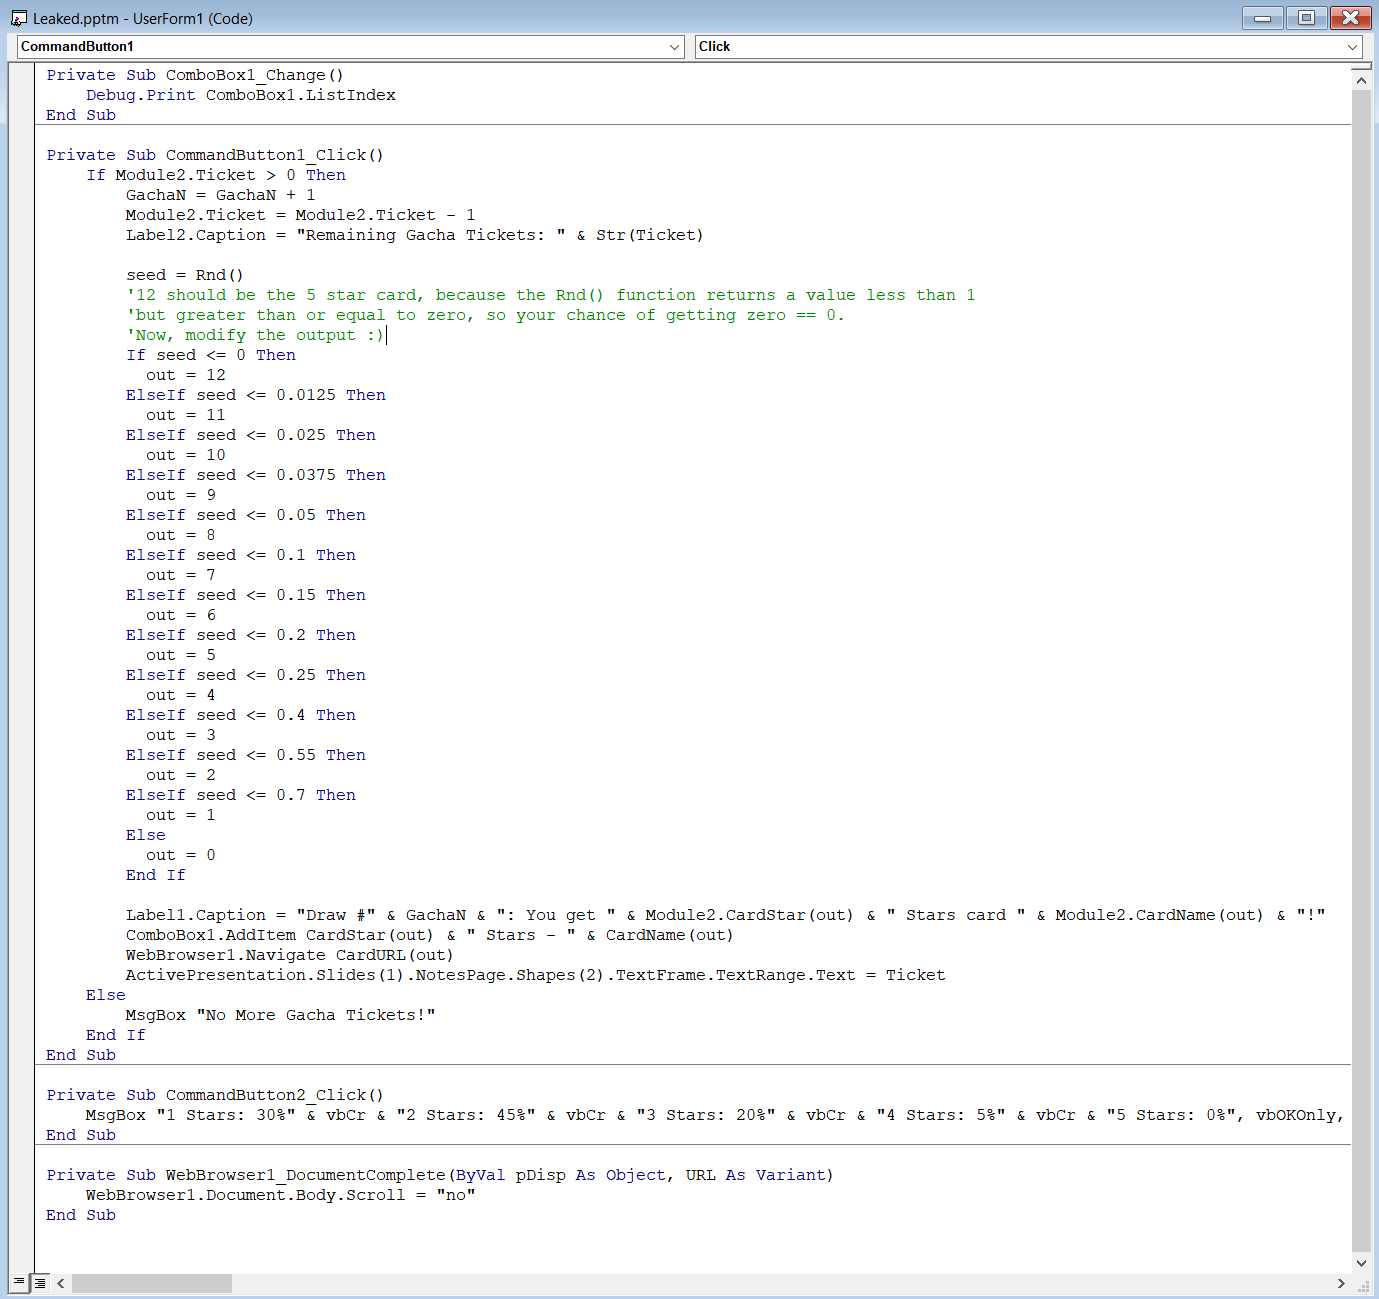 Leaked.pptm - UserForm1 (Code)
CommandButton1 Click
Private Sub ComboBox1_Change()
    Debug.Print ComboBox1.ListIndex
End Sub
Private Sub CommandButton1_Click()
    If Module2.Ticket > 0 Then
        GachaN = GachaN + 1
        Module2.Ticket = Module2.Ticket - 1
        Label2.Caption = "Remaining Gacha Tickets: " & Str(Ticket)
        seed = Rnd()
        '12 should be the 5 star card, because the Rnd() function returns a value less than 1
        'but greater than or equal to zero, so your chance of getting zero == 0.
        'Now, modify the output :)
        If seed <= 0 Then
          out = 12
        ElseIf seed <= 0.0125 Then
          out = 11
        ElseIf seed <= 0.025 Then
          out = 10
        ElseIf seed <= 0.0375 Then
          out = 9
        ElseIf seed <= 0.05 Then
          out = 8
        ElseIf seed <= 0.1 Then
          out = 7
        ElseIf seed <= 0.15 Then
          out = 6
        ElseIf seed <= 0.2 Then
          out = 5
        ElseIf seed <= 0.25 Then
          out = 4
        ElseIf seed <= 0.4 Then
          out = 3
        ElseIf seed <= 0.55 Then
          out = 2
        ElseIf seed <= 0.7 Then
          out = 1
        Else
          out = 0
        End If
        Label1.Caption = "Draw #" & GachaN & ": You get " & Module2.CardStar(out) & " Stars card " & Module2.CardName(out) & "!"
        ComboBox1.AddItem CardStar(out) & " Stars - " & CardName(out)
        WebBrowser1.Navigate CardURL(out)
        ActivePresentation.Slides(1).NotesPage.Shapes(2).TextFrame.TextRange.Text = Ticket
    Else
        MsgBox "No More Gacha Tickets!"
    End If
End Sub
Private Sub CommandButton2_Click()
    MsgBox "1 Stars: 30%" & vbCr & "2 Stars: 45%" & vbCr & "3 Stars: 20%" & vbCr & "4 Stars: 5%" & vbCr & "5 Stars: 0%", vbOKOnly,
End Sub
Private Sub WebBrowser1_DocumentComplete(ByVal pDisp As Object, URL As Variant)
    WebBrowser1.Document.Body.Scroll = "no"
End Sub